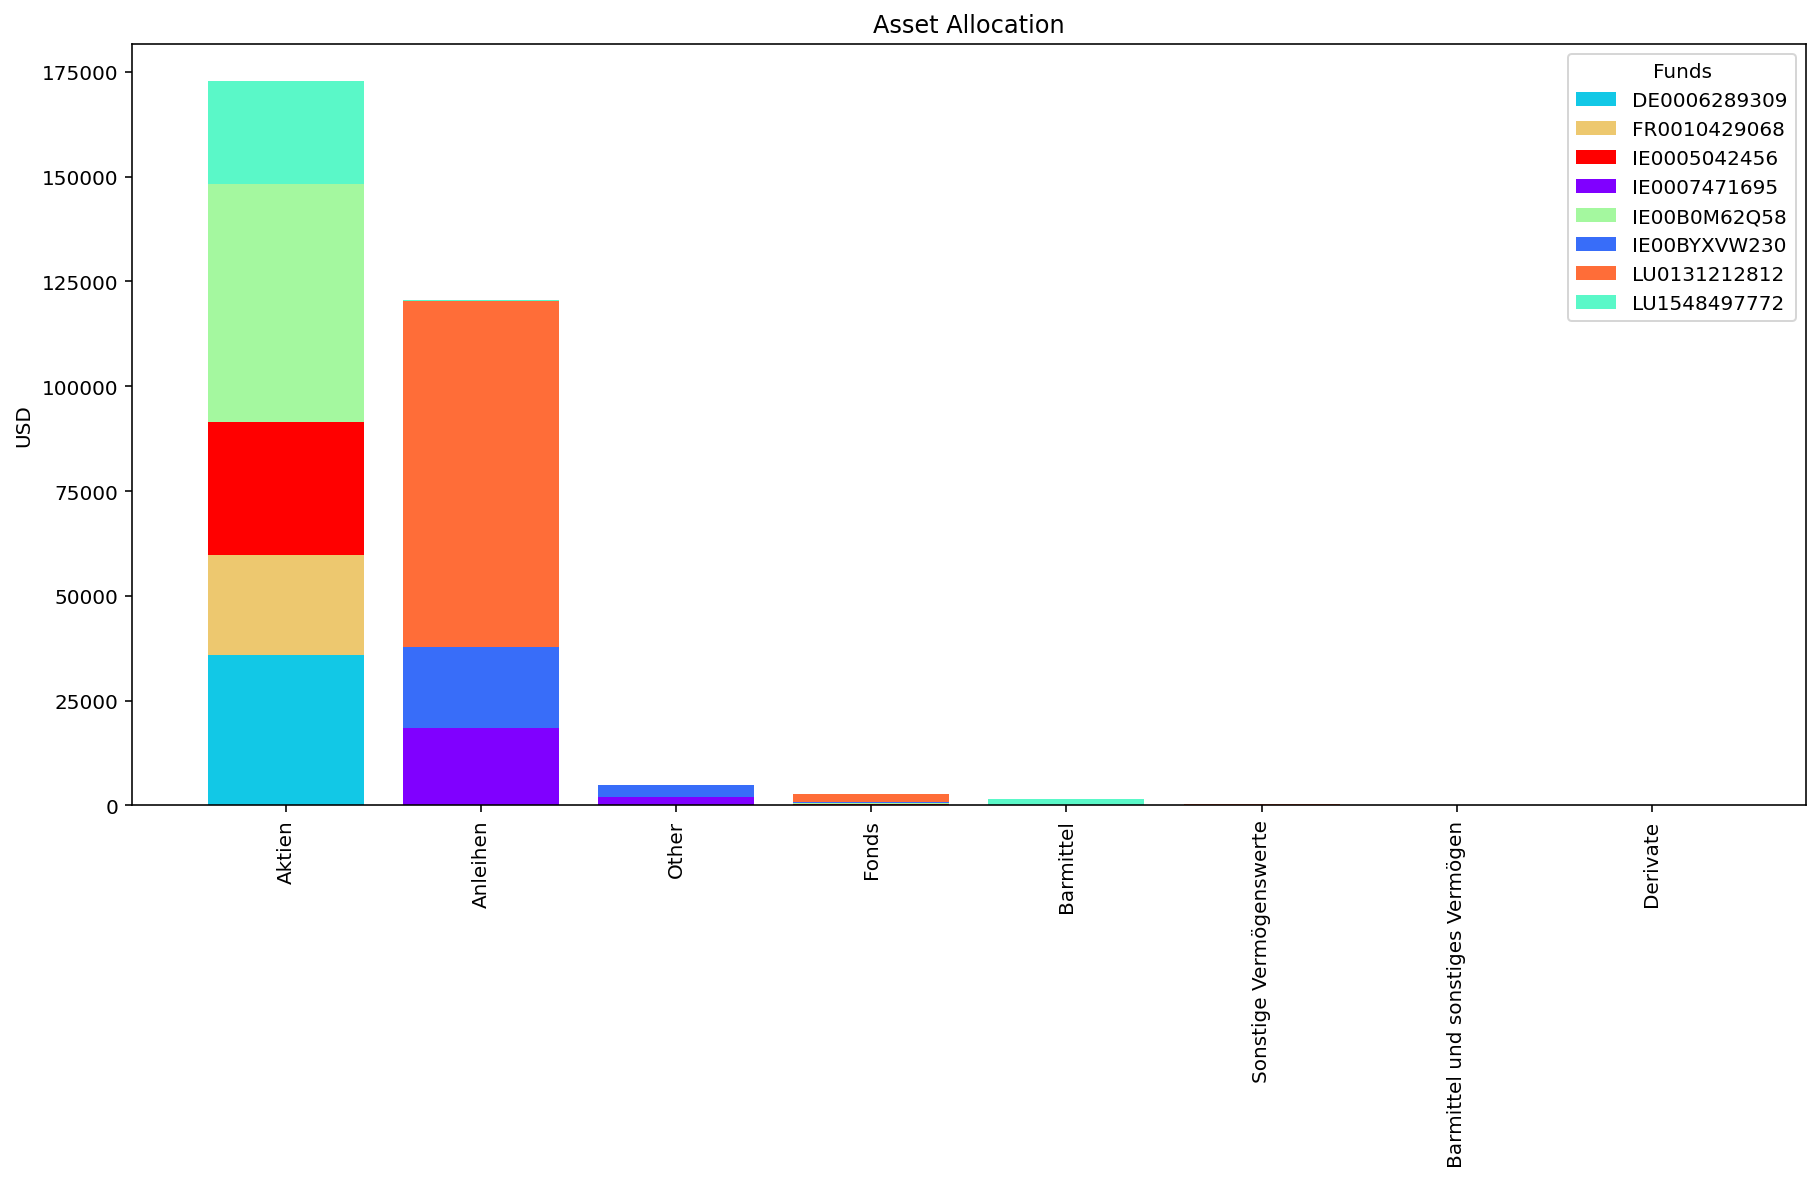 Asset Allocation
USD
175000
150000
125000
100000
75000
50000
25000
0
Funds
DE0006289309
FR0010429068
IE0005042456
IE0007471695
IE00B0M62Q58
IE00BYXVW230
LU0131212812
LU1548497772
Aktien
Anleihen
Other
Fonds
Barmittel
Sonstige Vermögenswerte
Barmittel und sonstiges Vermögen
Derivate